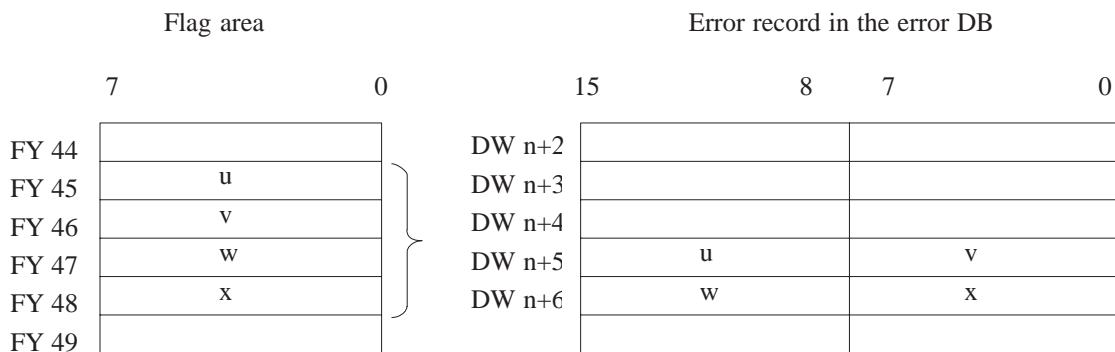 Flag area Error record in the error DB
7 0 15 8 7 0
FY 44 DW n+2
FY 45 u DW n+3
FY 46 v DW n+4
FY 47 w DW n+5 u v
FY 48 x DW n+6 w x
FY 49